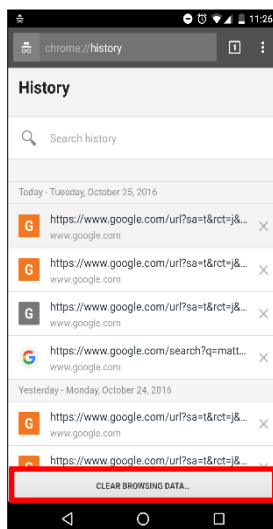 11:26
chrome://history
1
History
Search history
Today - Tuesday, October 25, 2016
G
https://www.google.com/url?sa=t&rct=j&...
www.google.com
G
https://www.google.com/url?sa=t&rct=j&...
www.google.com
G
https://www.google.com/url?sa=t&rct=j&...
www.google.com
G
https://www.google.com/search?q=matt...
www.google.com
Yesterday - Monday, October 24, 2016
G
https://www.google.com/url?sa=t&rct=j&...
www.google.com
https://www.google.com/url?sa=t&rct=j&...
CLEAR BROWSING DATA...